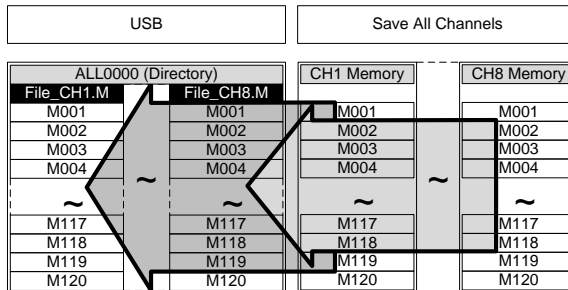 USB Save All Channels
ALL0000 (Directory) CH1 Memory CH8 Memory
File_CH1.M File_CH8.M
M001 M001 M001 M001
M002 M002 M002 M002
M003 M003 M003 M003
M004 M004 M004 M004
~ ~ ~ ~ ~ ~
M117 M117 M117 M117
M118 M118 M118 M118
M119 M119 M119 M119
M120 M120 M120 M120